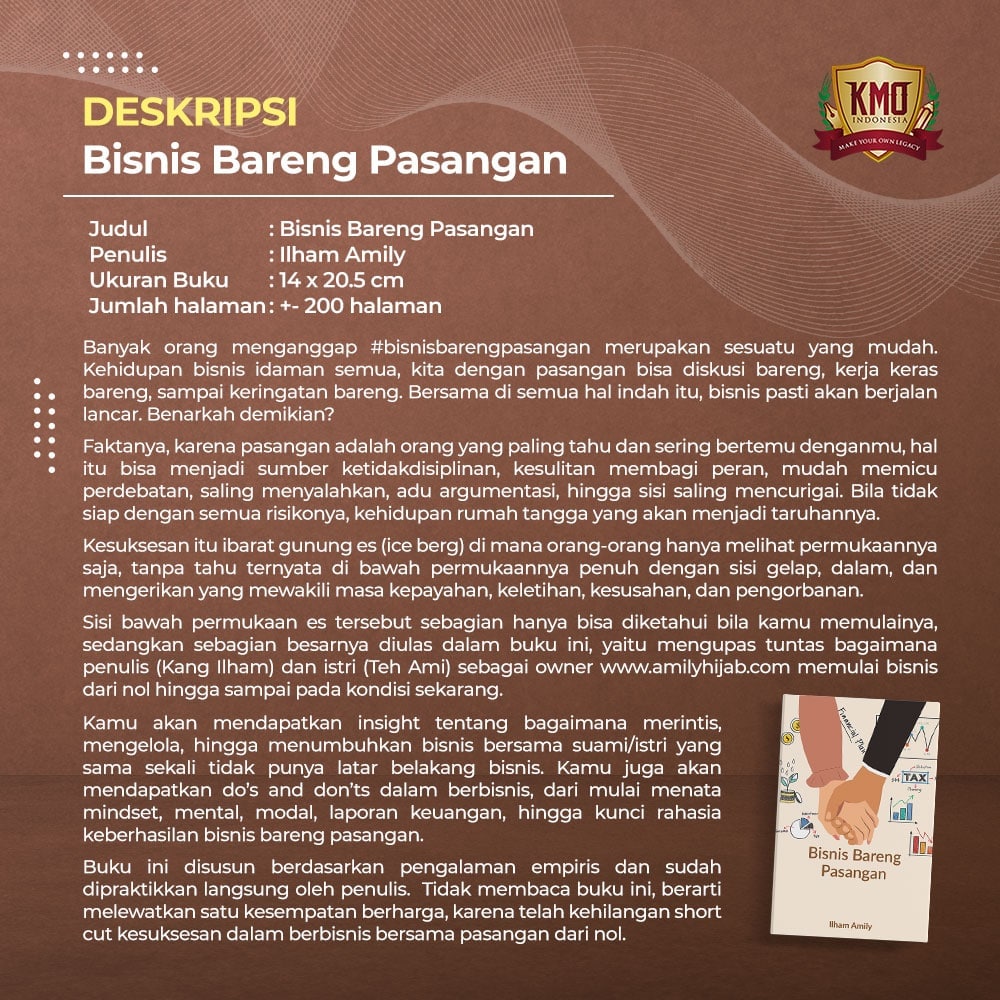 DESKRIPSI
Bisnis Bareng Pasangan
KMO
INDONESIA
MAKE YOUR OWN LEGACY
Judul : Bisnis Bareng Pasangan
Penulis : Ilham Amily
Ukuran Buku : 14 x 20.5 cm
Jumlah halaman : +- 200 halaman
Banyak orang menganggap #bisnisbarengpasangan merupakan sesuatu yang mudah.
Kehidupan bisnis idaman semua, kita dengan pasangan bisa diskusi bareng, kerja keras
bareng, sampai keringatan bareng. Bersama di semua hal indah itu, bisnis pasti akan berjalan
lancar. Benarkah demikian?
Faktanya, karena pasangan adalah orang yang paling tahu dan sering bertemu denganmu, hal
itu bisa menjadi sumber ketidakdisiplinan, kesulitan membagi peran, mudah memicu
perdebatan, saling menyalahkan, adu argumentasi, hingga sisi saling mencurigai. Bila tidak
siap dengan semua risikonya, kehidupan rumah tangga yang akan menjadi taruhannya.
Kesuksesan itu ibarat gunung es (ice berg) di mana orang-orang hanya melihat permukaannya
saja, tanpa tahu ternyata di bawah permukaannya penuh dengan sisi gelap, dalam, dan
mengerikan yang mewakili masa kepayahan, keletihan, kesusahan, dan pengorbanan.
Sisi bawah permukaan es tersebut sebagian hanya bisa diketahui bila kamu memulainya,
sedangkan sebagian besarnya diulas dalam buku ini, yaitu mengupas tuntas bagaimana
penulis (Kang Ilham) dan istri (Teh Ami) sebagai owner www.amilyhijab.com memulai bisnis
dari nol hingga sampai pada kondisi sekarang.
Kamu akan mendapatkan insight tentang bagaimana merintis,
mengelola, hingga menumbuhkan bisnis bersama suami/istri yang
sama sekali tidak punya latar belakang bisnis. Kamu juga akan
mendapatkan do's and don'ts dalam berbisnis, dari mulai menata
mindset, mental, modal, laporan keuangan, hingga kunci rahasia
keberhasilan bisnis bareng pasangan.
Buku ini disusun berdasarkan pengalaman empiris dan sudah
dipraktikkan langsung oleh penulis. Tidak membaca buku ini, berarti
melewatkan satu kesempatan berharga, karena telah kehilangan short
cut kesuksesan dalam berbisnis bersama pasangan dari nol.
Financial Plan
TAX
Bisnis Bareng
Pasangan
Ilham Amily